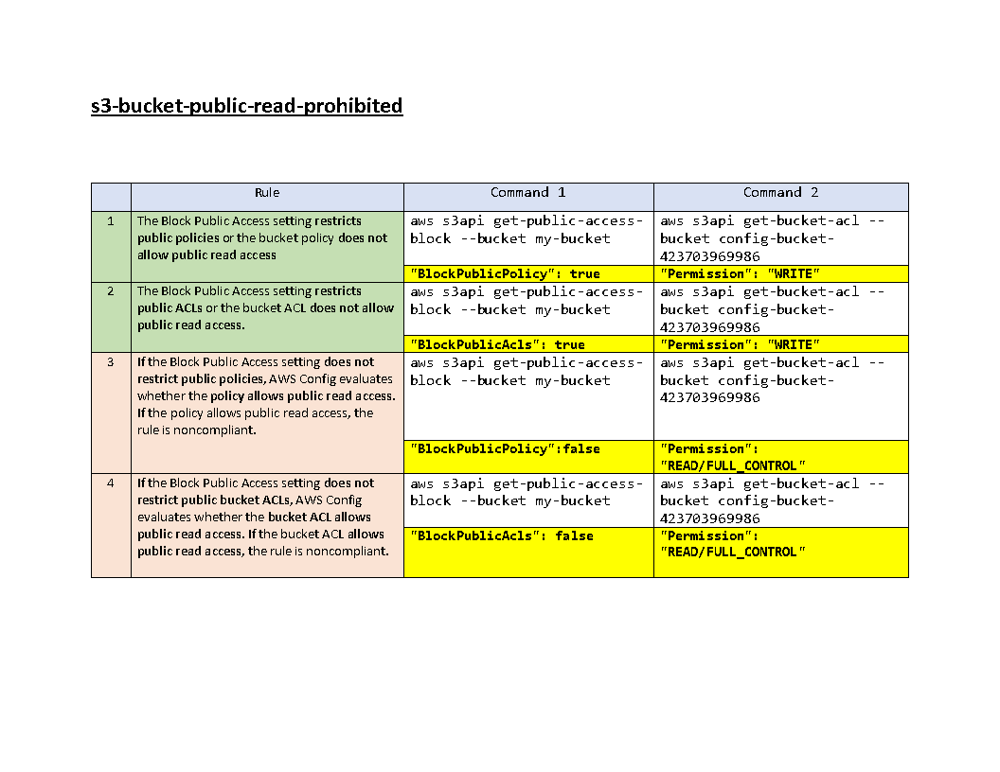 s3-bucket-public-read-prohibited
Rule
Command 1
Command 2
1
The Block Public Access setting restricts
public policies or the bucket policy does not
allow public read access
aws s3api get-public-access-
block --bucket my-bucket
aws s3api get-bucket-acl --
bucket config-bucket-
423703969986
"BlockPublicPolicy": true
"Permission": "WRITE"
2
The Block Public Access setting restricts
public ACLs or the bucket ACL does not allow
public read access.
aws s3api get-public-access-
block --bucket my-bucket
aws s3api get-bucket-acl --
bucket config-bucket-
423703969986
"BlockPublicAcls": true
"Permission": "WRITE"
3
If the Block Public Access setting does not
restrict public policies, AWS Config evaluates
whether the policy allows public read access.
If the policy allows public read access, the
rule is noncompliant.
aws s3api get-public-access-
block --bucket my-bucket
aws s3api get-bucket-acl --
bucket config-bucket-
423703969986
"BlockPublicPolicy":false
"Permission":
"READ/FULL_CONTROL"
4
If the Block Public Access setting does not
restrict public bucket ACLs, AWS Config
evaluates whether the bucket ACL allows
public read access. If the bucket ACL allows
public read access, the rule is noncompliant.
aws s3api get-public-access-
block --bucket my-bucket
aws s3api get-bucket-acl --
bucket config-bucket-
423703969986
"BlockPublicAcls": false
"Permission":
"READ/FULL_CONTROL"